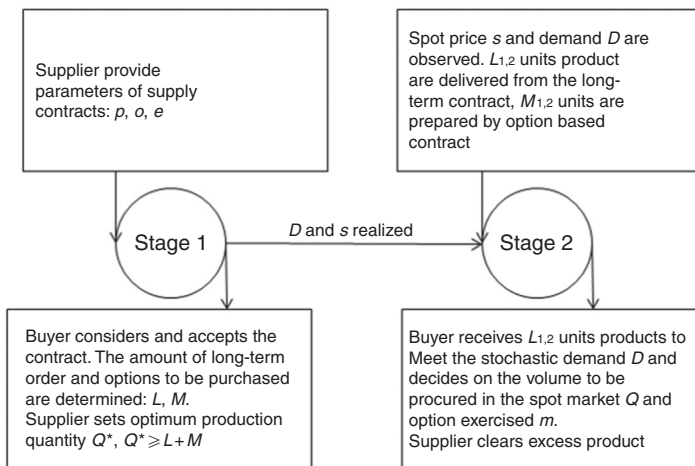 Supplier provide
parameters of supply
contracts: p, o, e
Spot price s and demand D are
observed. L1,2 units product
are delivered from the long-
term contract, M1,2 units are
prepared by option based
contract
Stage 1
D and s realized
Stage 2
Buyer considers and accepts the
contract. The amount of long-term
order and options to be purchased
are determined: L, M.
Supplier sets optimum production
quantity Q*, Q* ⩾ L + M
Buyer receives L1,2 units products to
Meet the stochastic demand D and
decides on the volume to be
procured in the spot market Q and
option exercised m.
Supplier clears excess product